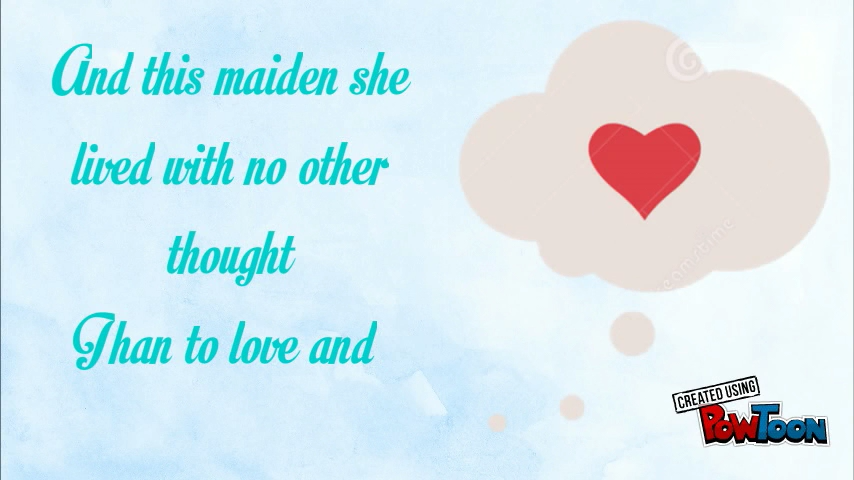 And this maiden she
lived with no other
thought
Than to love and
CREATED USING
POWTOON